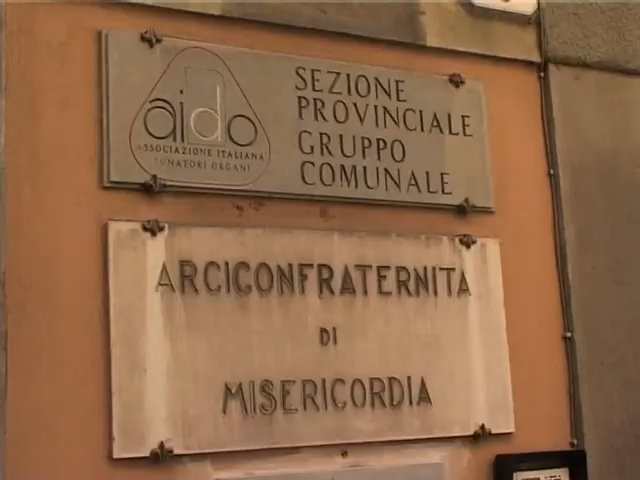 aido
ASSOCIAZIONE ITALIANA
DONATORI ORGANI
SEZIONE
PROVINCIALE
GRUPPO
COMUNALE
ARCICONFRATERNITA
DI
MISERICORDIA